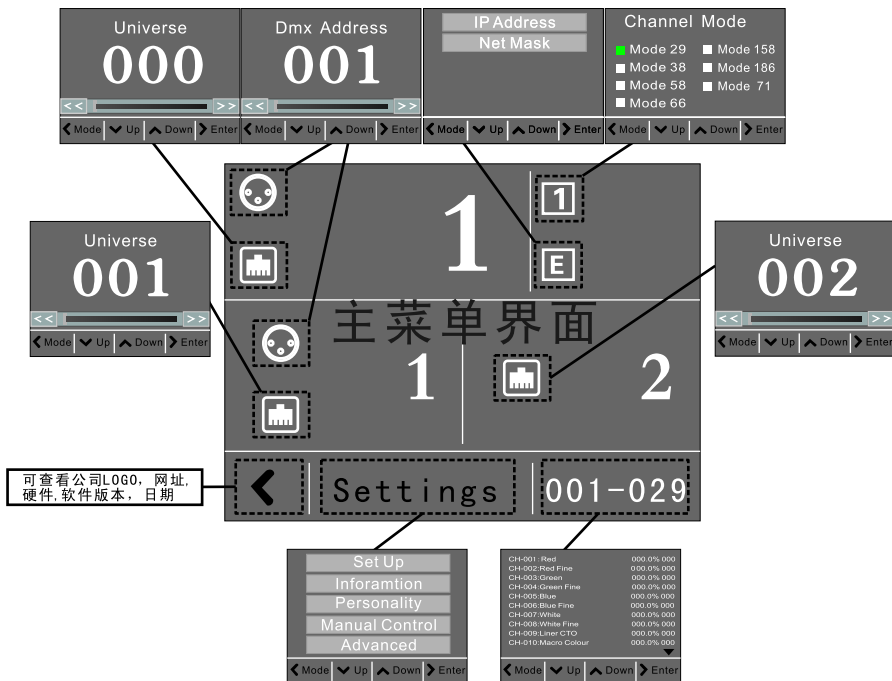 Universe
000
<< >>
Mode Up Down Enter
Dmx Address
001
<< >>
Mode Up Down Enter
IP Address
Net Mask
Mode Up Down Enter
Channel Mode
Mode 29 Mode 158
Mode 38 Mode 186
Mode 58 Mode 71
Mode 66
Mode Up Down Enter
1
1
E
Universe
001
<< >>
Mode Up Down Enter
主菜单界面
1
2
Universe
002
<< >>
Mode Up Down Enter
可查看公司LOGO, 网址,
硬件,软件版本, 日期
Settings
001-029
Set Up
Inforamtion
Personality
Manual Control
Advanced
Mode Up Down Enter
CH-001: Red 000.0% 000
CH-002:Red Fine 000.0% 000
CH-003:Green 000.0% 000
CH-004:Green Fine 000.0% 000
CH-005:Blue 000.0% 000
CH-006:Blue Fine 000.0% 000
CH-007:White 000.0% 000
CH-008:White Fine 000.0% 000
CH-009:Liner CTO 000.0% 000
CH-010:Macro Colour 000.0% 000
Mode Up Down Enter